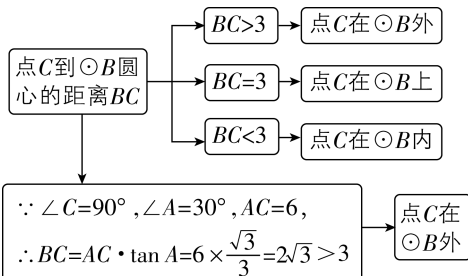 BC>3
点C在⊙B外
点C到⊙B圆
心的距离BC
BC=3
点C在⊙B上
BC<3
点C在⊙B内
∵∠C=90°,∠A=30°,AC=6,
∴BC=AC·tan A=6×√3/3=2√3>3
点C在
⊙B外